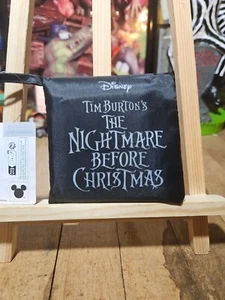 Disney
TIM BURTON'S
THE
NIGHTMARE
BEFORE
CHRISTMAS